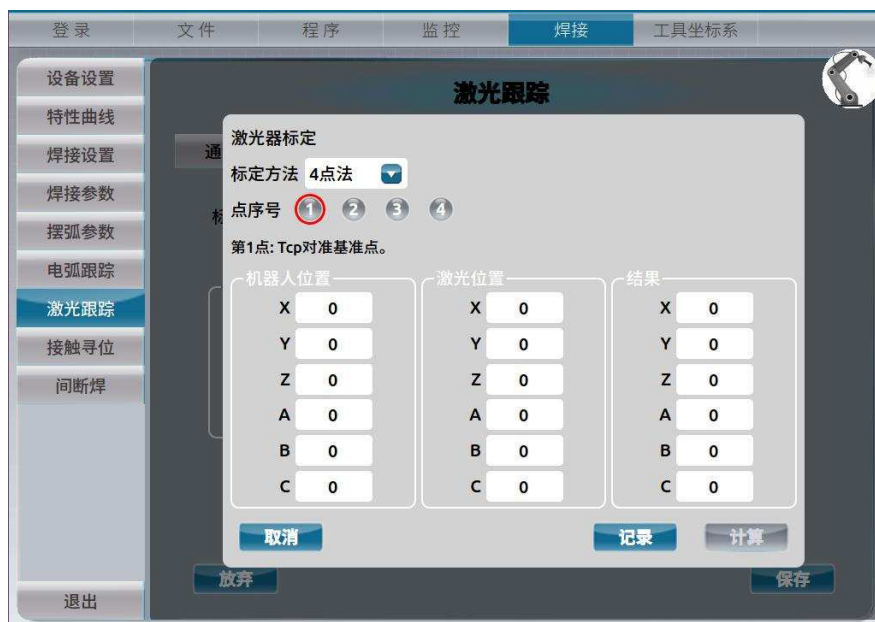 登录 文件 程序 监控 焊接 工具坐标系
设备设置
特性曲线
焊接设置
焊接参数
摆弧参数
电弧跟踪
激光跟踪
接触寻位
间断焊
退出
激光跟踪
通
标
激光器标定
标定方法 4点法
点序号 1 2 3 4
第1点: Tcp对准基准点。
机器人位置 激光位置 结果
X 0 X 0 X 0
Y 0 Y 0 Y 0
Z 0 Z 0 Z 0
A 0 A 0 A 0
B 0 B 0 B 0
C 0 C 0 C 0
取消 记录 计算
放弃 保存